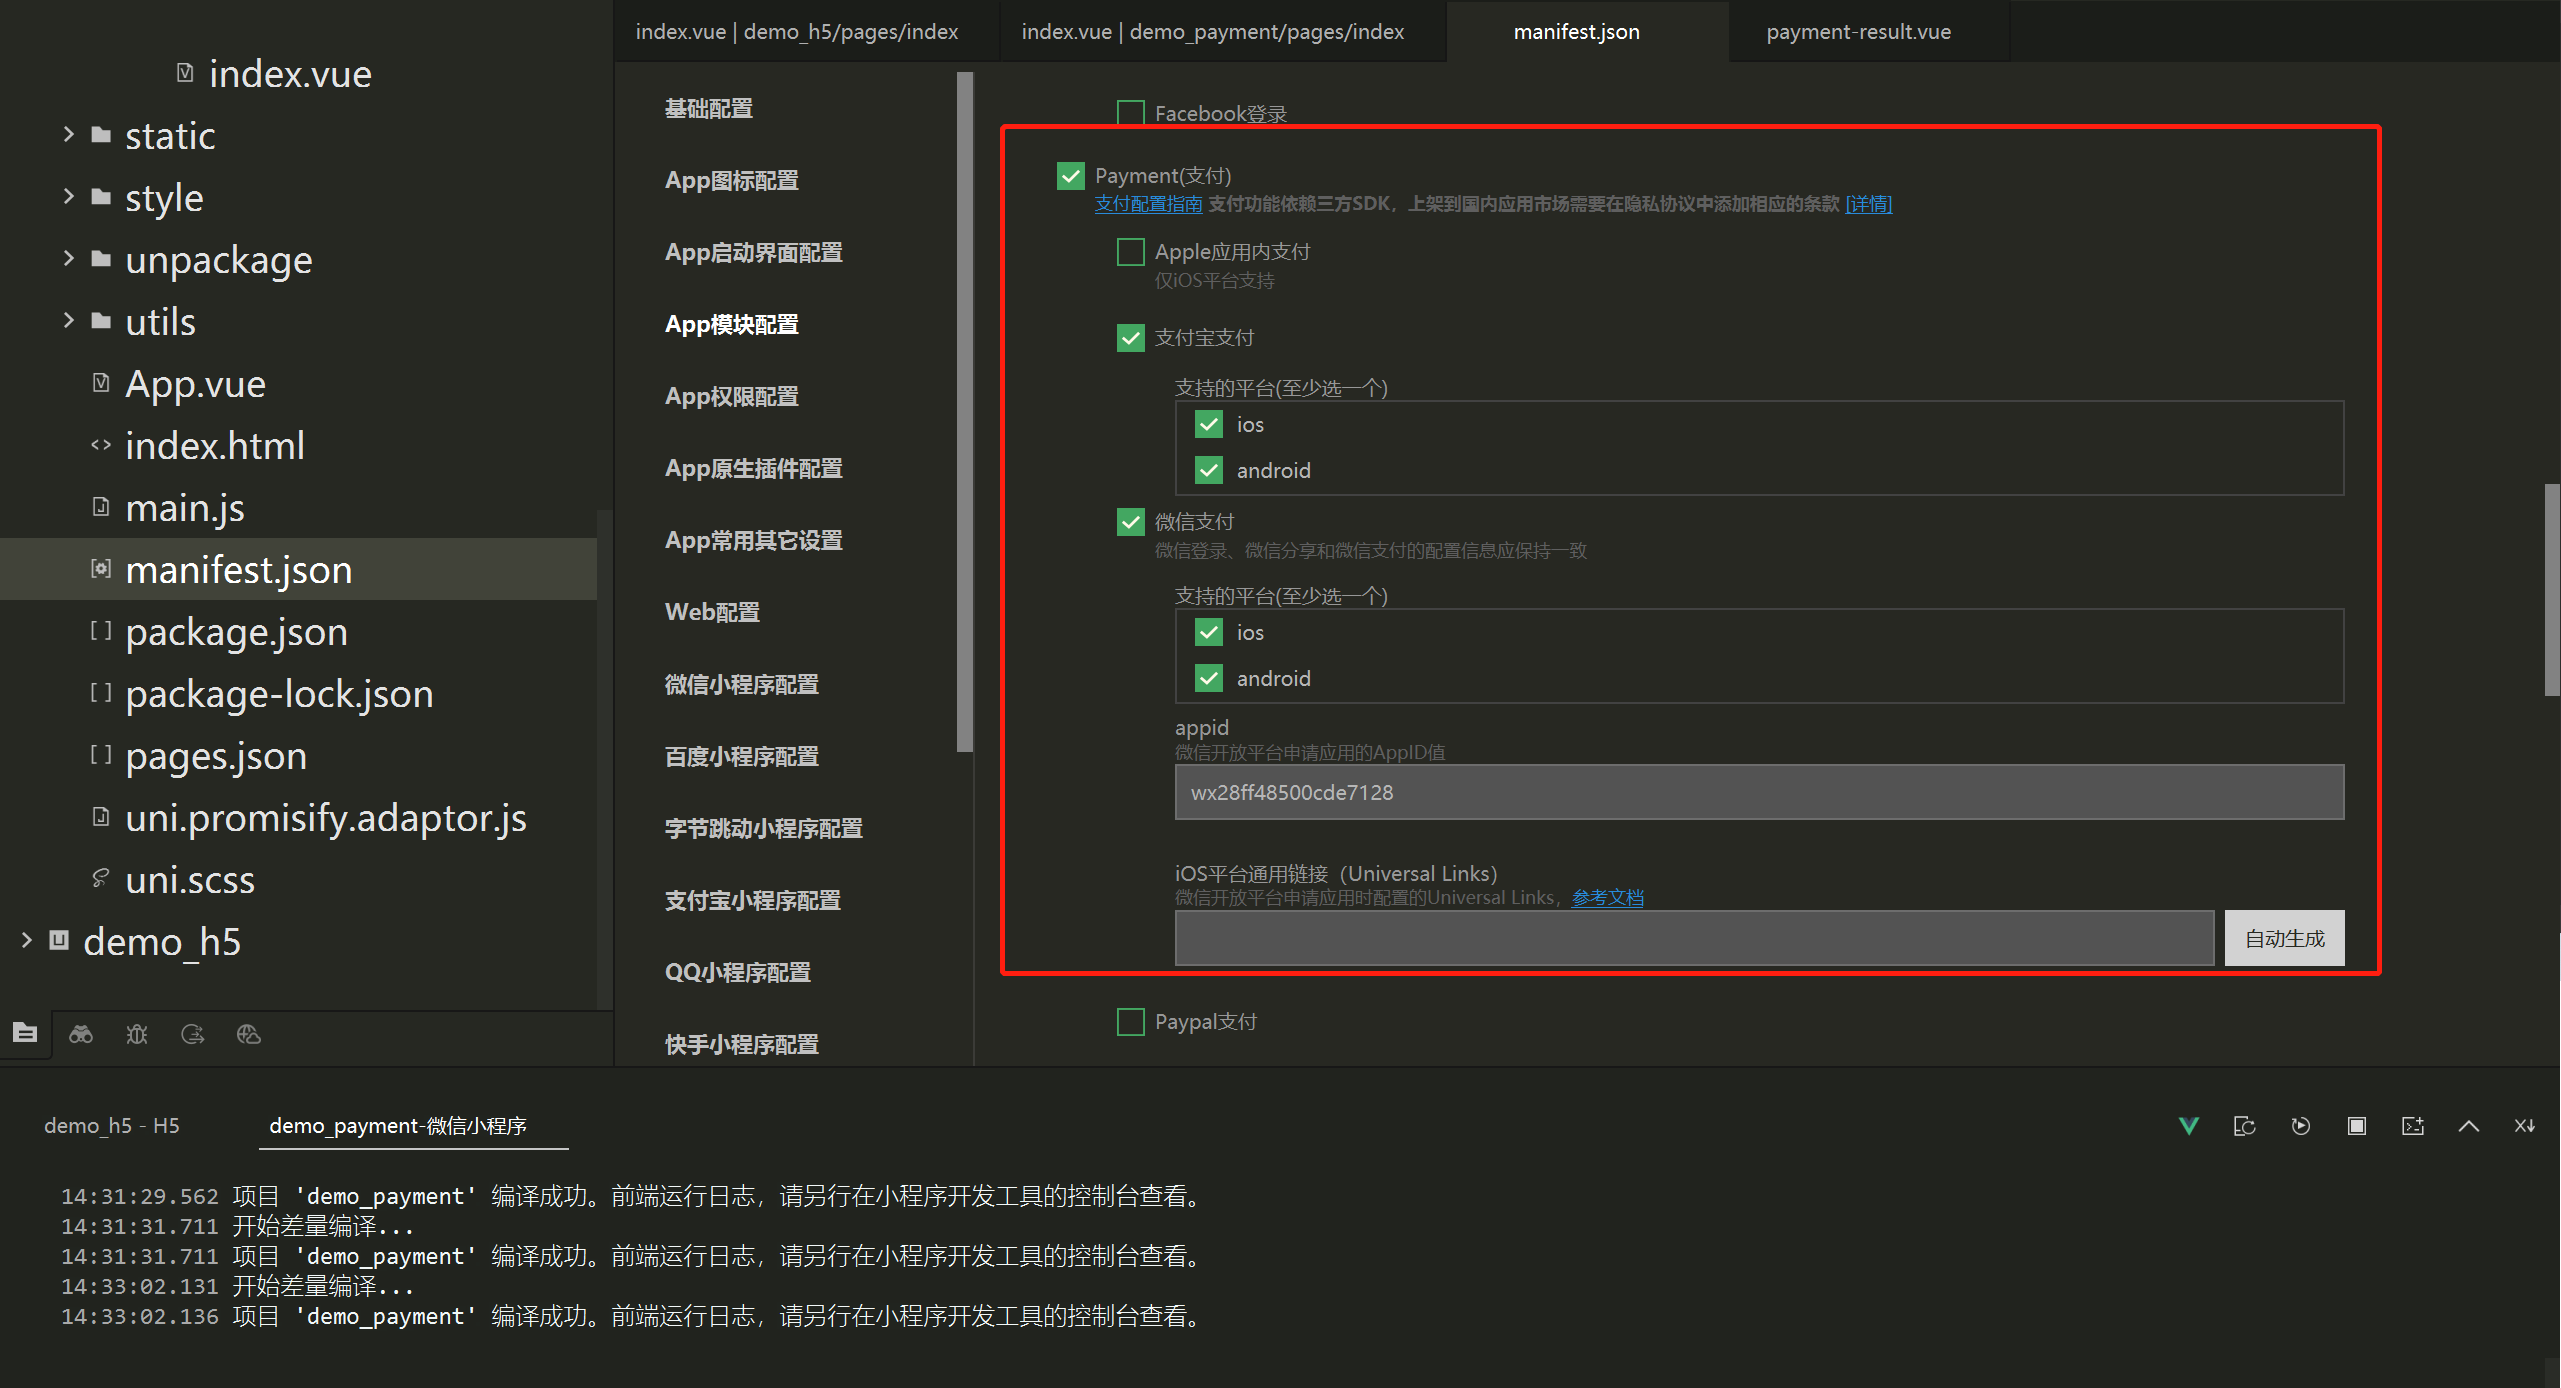 index.vue | demo_h5/pages/index
index.vue | demo_payment/pages/index
manifest.json
payment-result.vue
index.vue
static
style
unpackage
utils
App.vue
index.html
main.js
manifest.json
package.json
package-lock.json
pages.json
uni.promisify.adaptor.js
uni.scss
demo_h5
基础配置
App图标配置
App启动界面配置
App模块配置
App权限配置
App原生插件配置
App常用其它设置
Web配置
微信小程序配置
百度小程序配置
字节跳动小程序配置
支付宝小程序配置
QQ小程序配置
快手小程序配置
Facebook登录
Payment(支付)
支付配置指南 支付功能依赖三方SDK，上架到国内应用市场需要在隐私协议中添加相应的条款 [详情]
Apple应用内支付
仅iOS平台支持
支付宝支付
支持的平台(至少选一个)
ios
android
微信支付
微信登录、微信分享和微信支付的配置信息应保持一致
支持的平台(至少选一个)
ios
android
appid
微信开放平台申请应用的AppID值
wx28ff48500cde7128
iOS平台通用链接（Universal Links）
微信开放平台申请应用时配置的Universal Links，参考文档
自动生成
Paypal支付
demo_h5 - H5
demo_payment-微信小程序
14:31:29.562 项目 'demo_payment' 编译成功。前端运行日志，请另行在小程序开发工具的控制台查看。
14:31:31.711 开始差量编译...
14:31:31.711 项目 'demo_payment' 编译成功。前端运行日志，请另行在小程序开发工具的控制台查看。
14:33:02.131 开始差量编译...
14:33:02.136 项目 'demo_payment' 编译成功。前端运行日志，请另行在小程序开发工具的控制台查看。